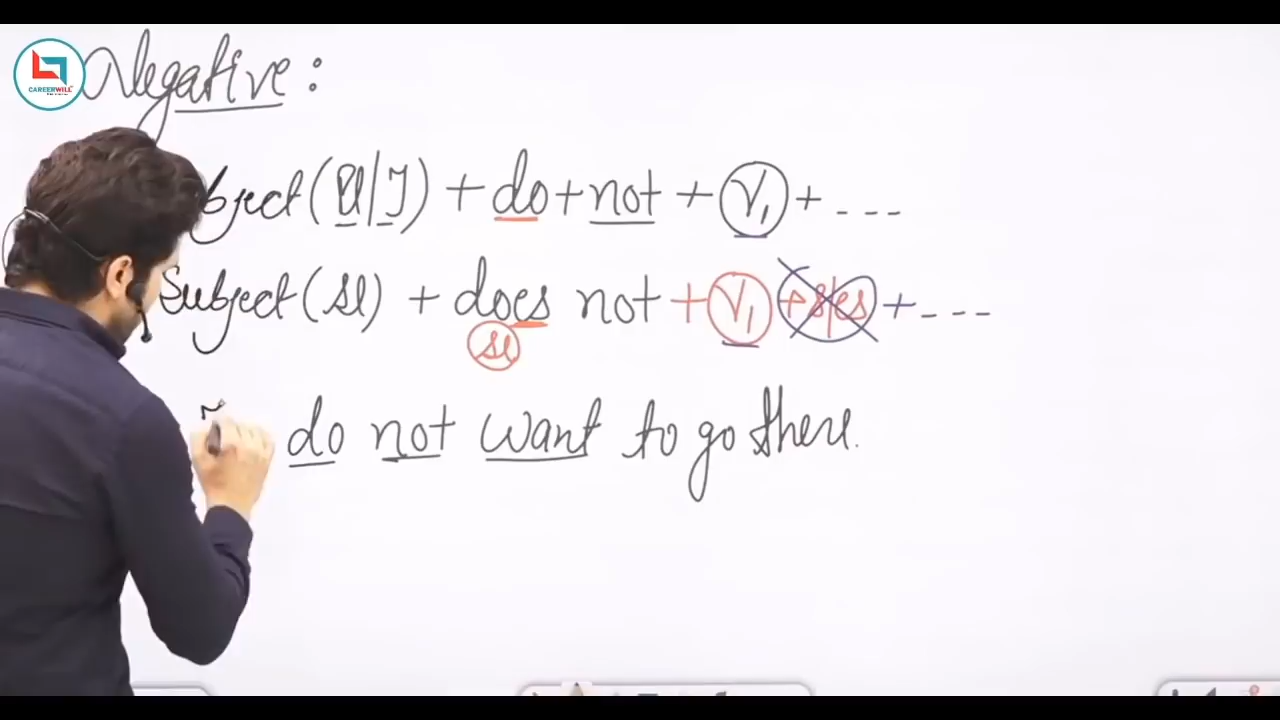 CAREERWILL
Negative :
Subject (Pl|I) + do + not + V1 + ---
Subject (Sl) + does not + V1 + s|es + ---
Sl
do not want to go there.